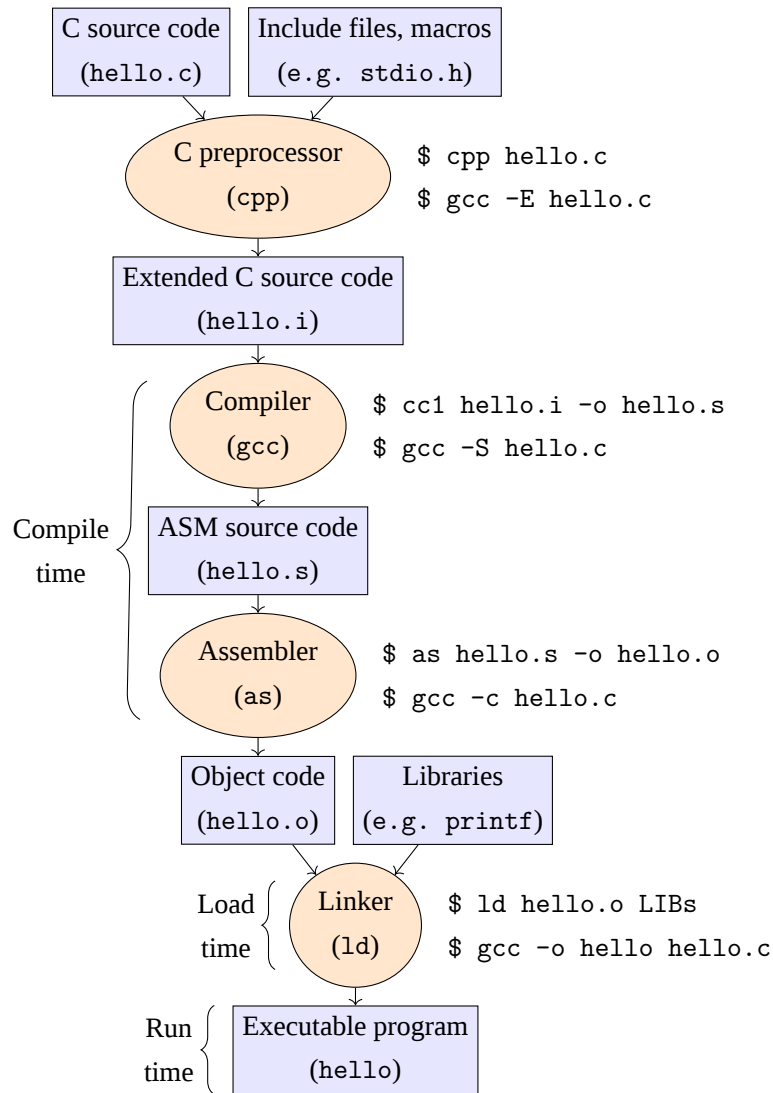 C source code
(hello.c)
Include files, macros
(e.g. stdio.h)
C preprocessor
(cpp)
$ cpp hello.c
$ gcc -E hello.c
Extended C source code
(hello.i)
Compiler
(gcc)
$ cc1 hello.i -o hello.s
$ gcc -S hello.c
Compile
time
ASM source code
(hello.s)
Assembler
(as)
$ as hello.s -o hello.o
$ gcc -c hello.c
Object code
(hello.o)
Libraries
(e.g. printf)
Load
time
Linker
(ld)
$ ld hello.o LIBs
$ gcc -o hello hello.c
Run
time
Executable program
(hello)